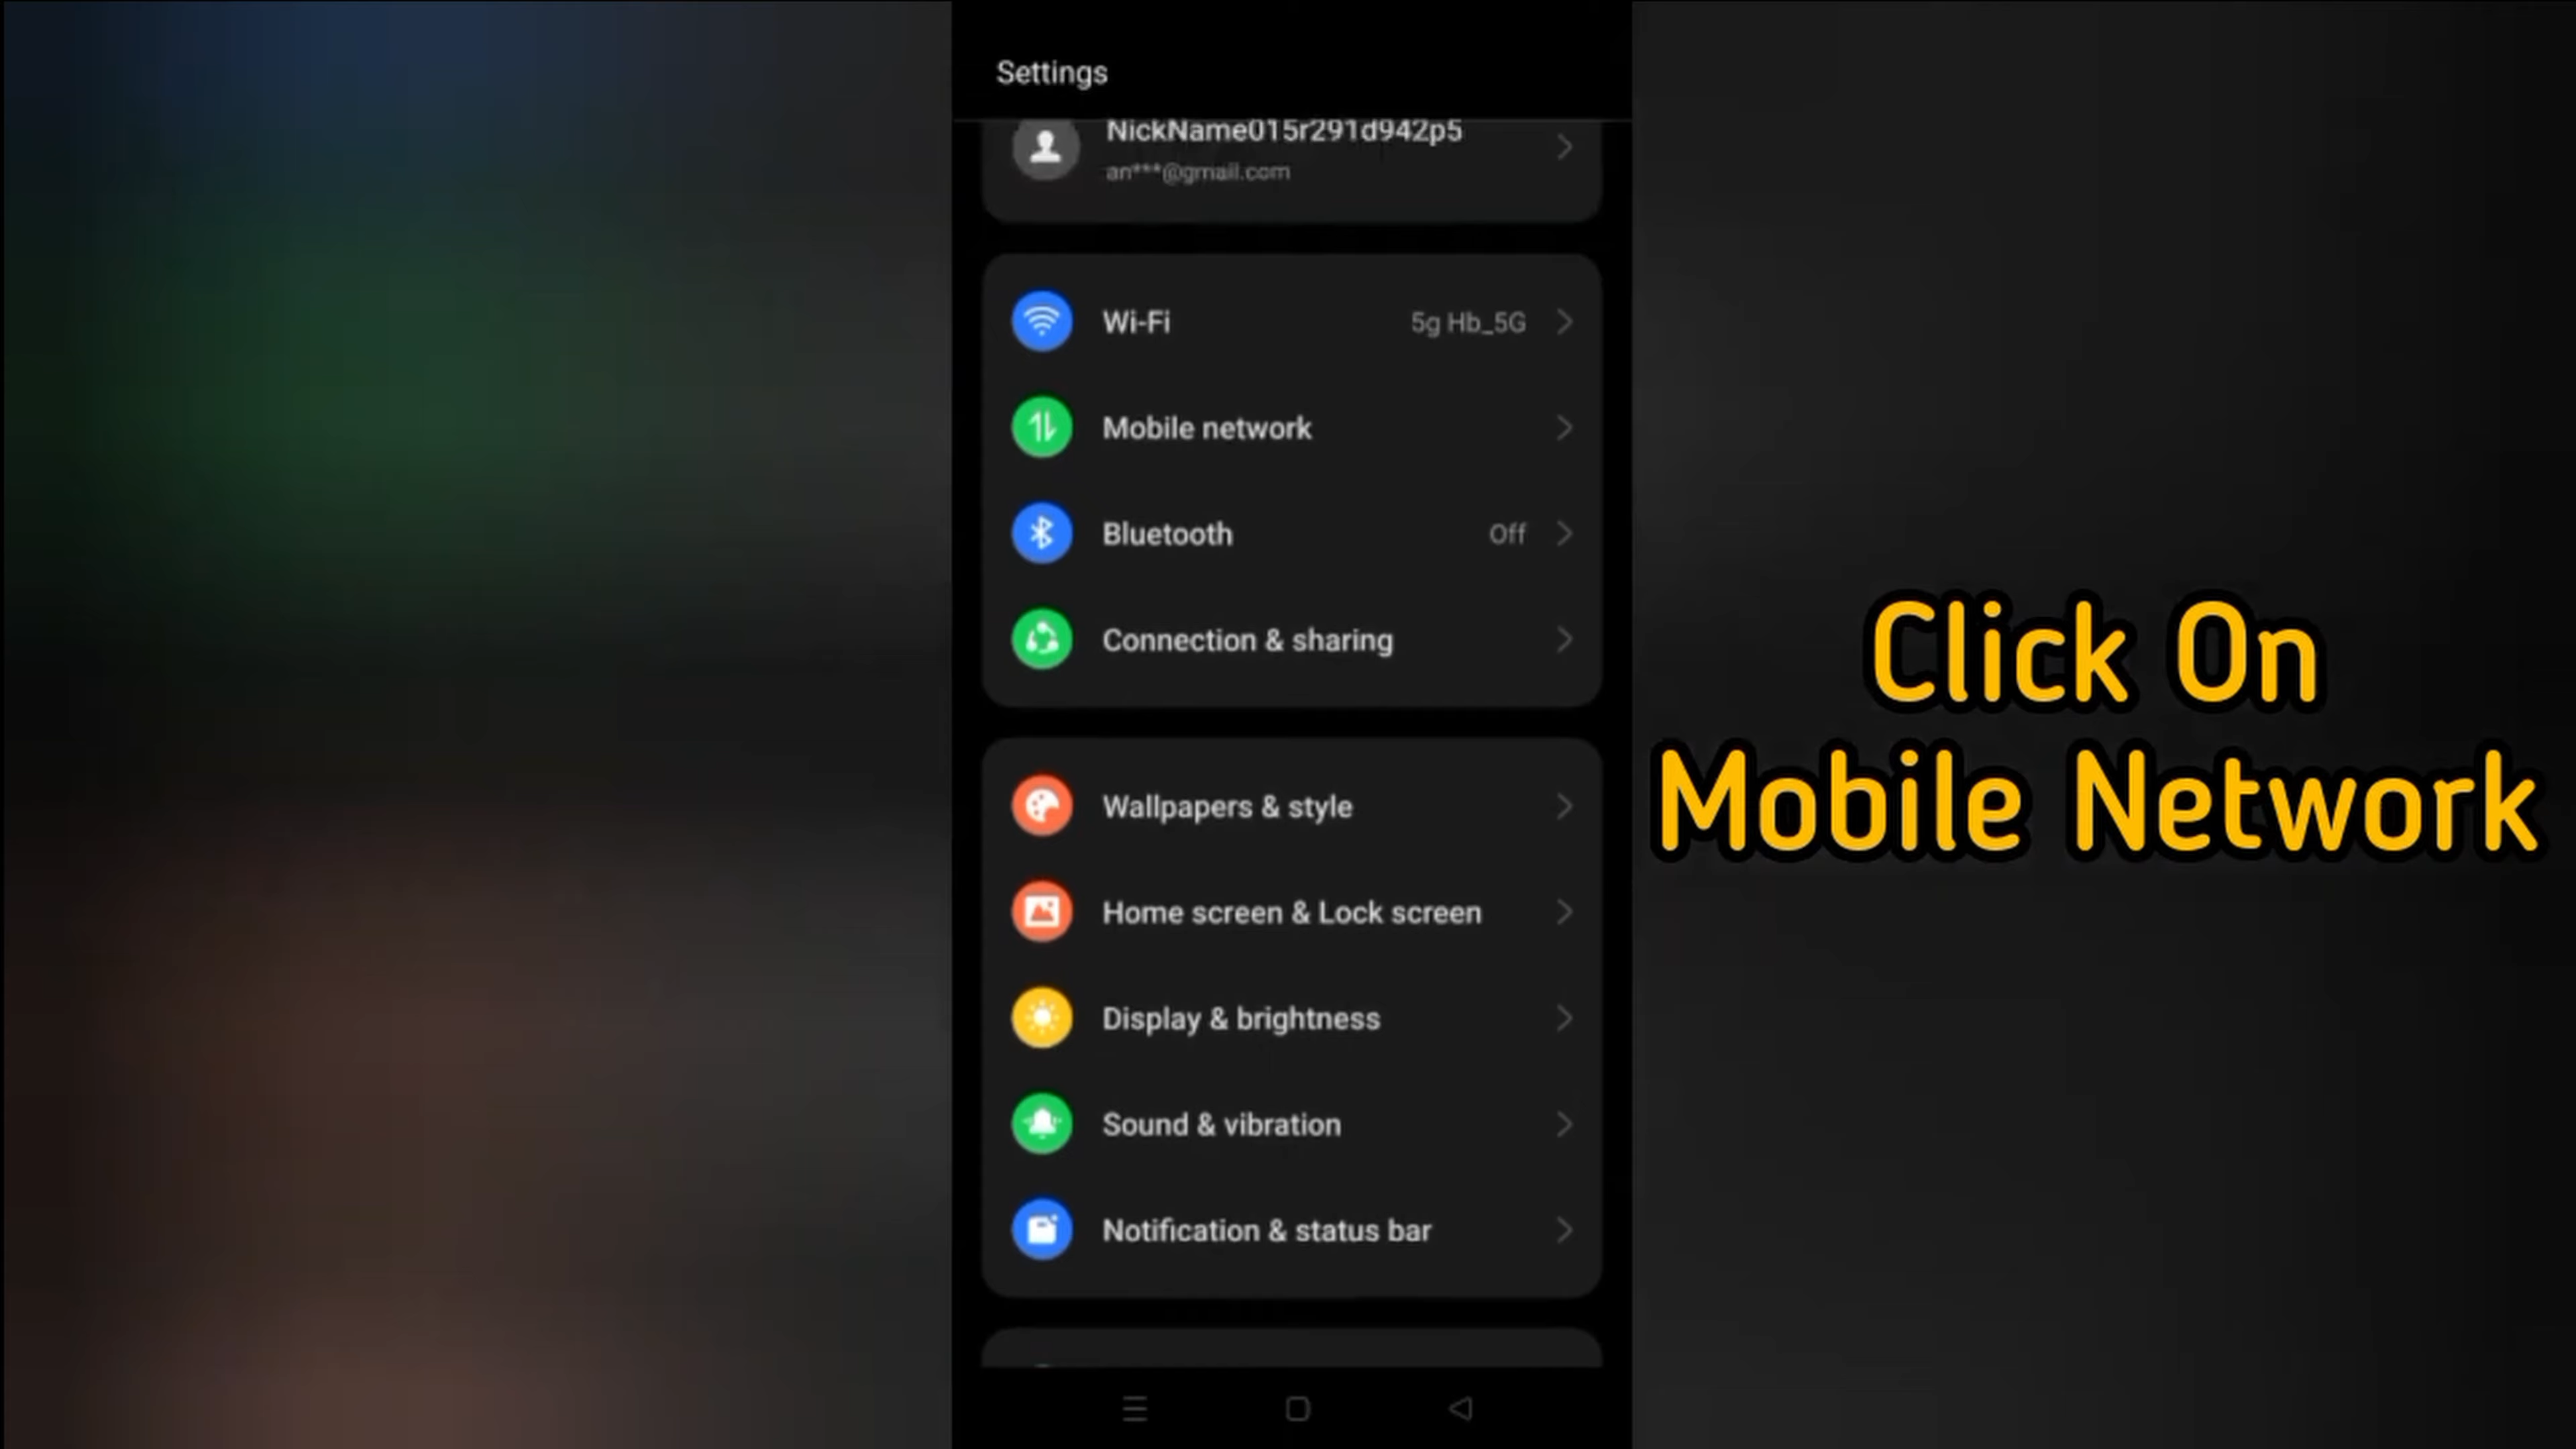 Settings
NickName015r291d942p5
an***@gmail.com
Wi-Fi 5g Hb_5G
Mobile network
Bluetooth Off
Connection & sharing
Wallpapers & style
Home screen & Lock screen
Display & brightness
Sound & vibration
Notification & status bar
Click On
Mobile Network